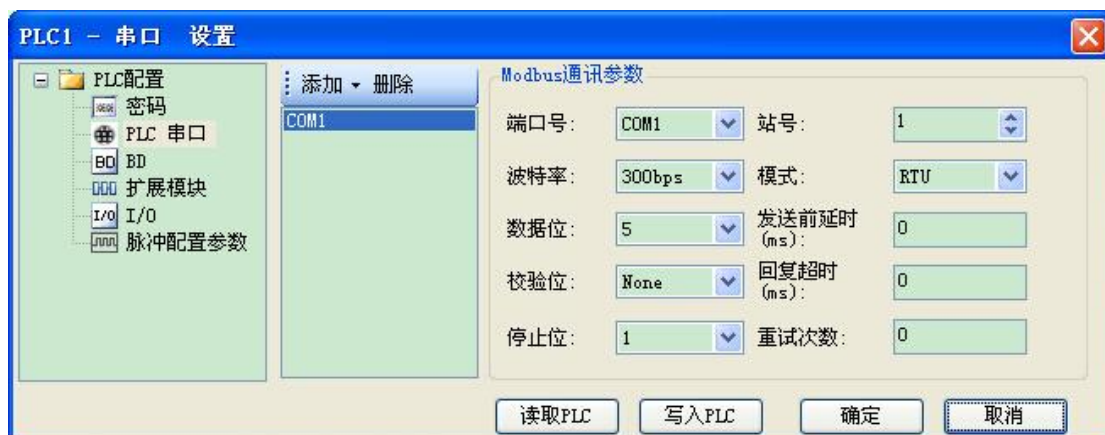 PLC1 - 串口 设置
PLC配置
密码
PLC 串口
BD BD
扩展模块
I/O I/O
脉冲配置参数
添加 删除
COM1
Modbus通讯参数
端口号: COM1 站号: 1
波特率: 300bps 模式: RTU
数据位: 5 发送前延时(ms): 0
校验位: None 回复超时(ms): 0
停止位: 1 重试次数: 0
读取PLC 写入PLC 确定 取消